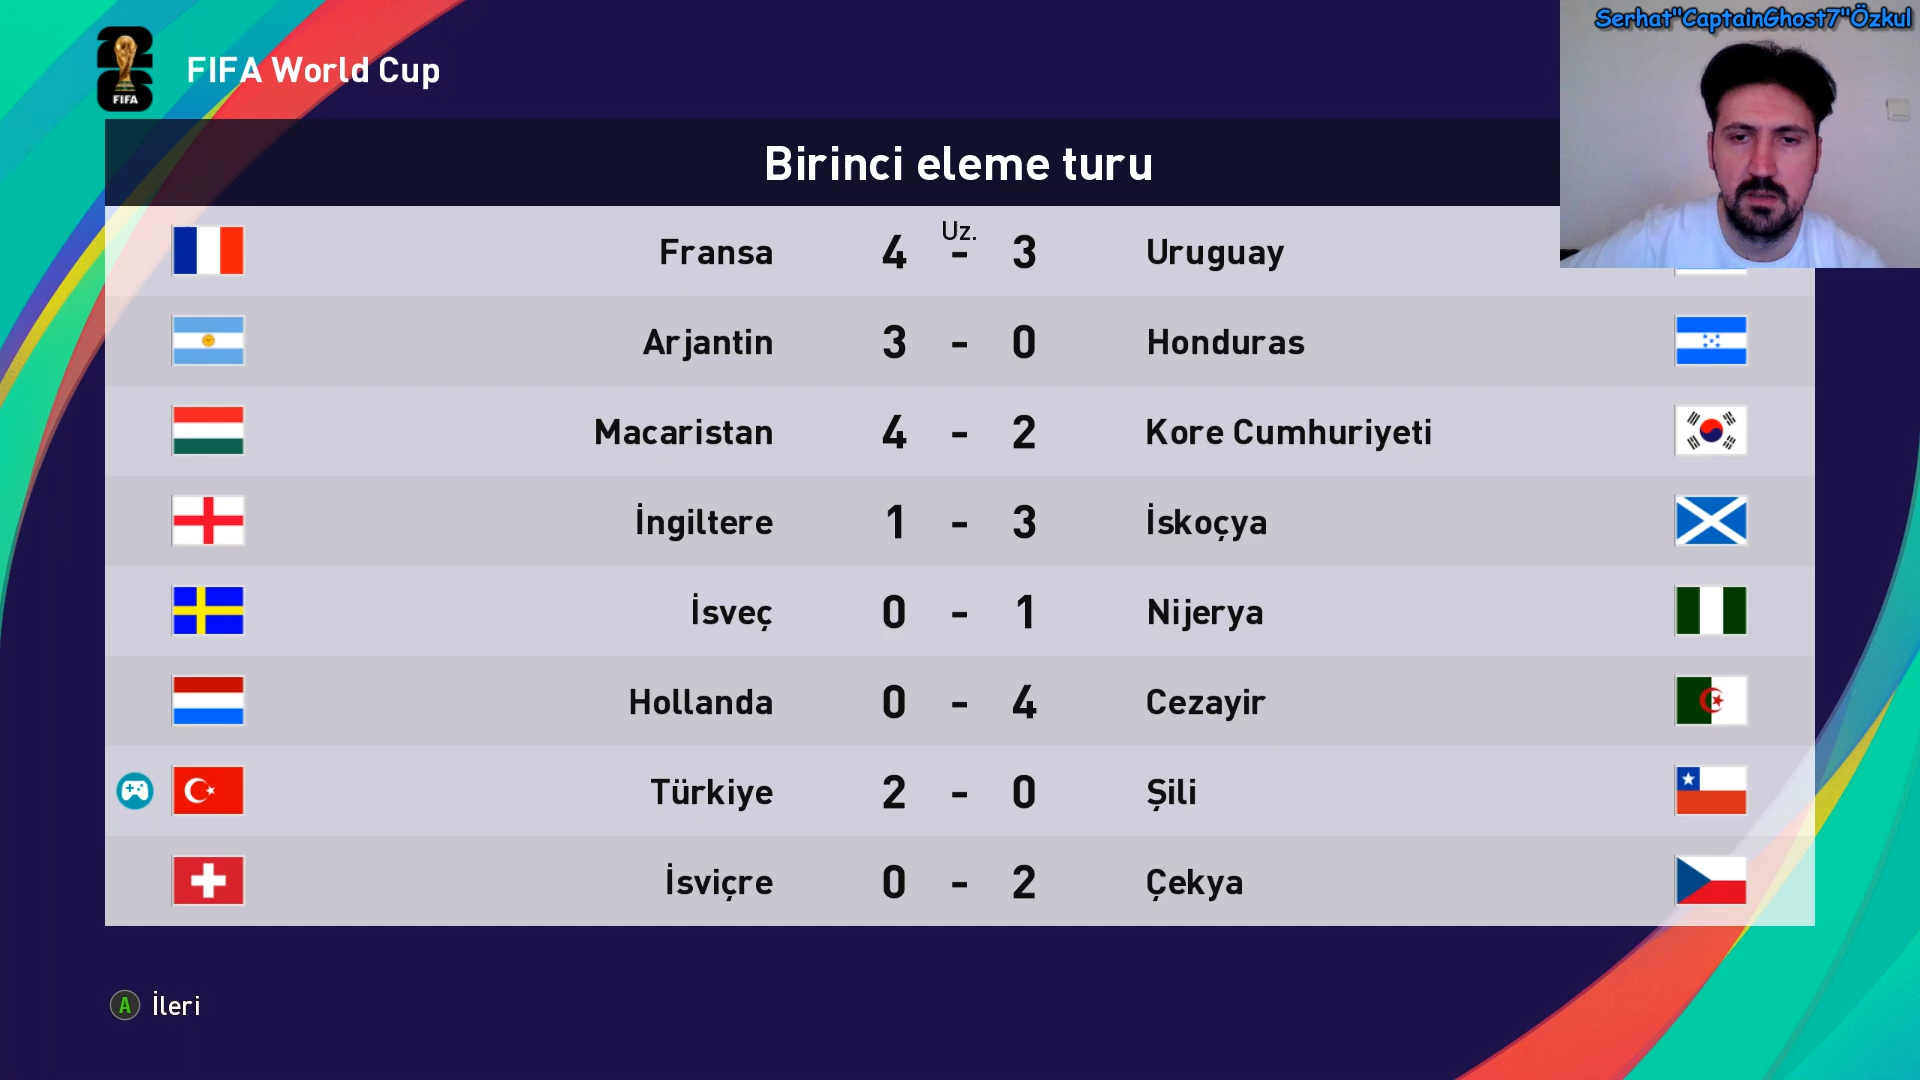 Serhat"CaptainGhost7"Özkul
FIFA
FIFA World Cup
Birinci eleme turu
Fransa 4 Uz. - 3 Uruguay
Arjantin 3 - 0 Honduras
Macaristan 4 - 2 Kore Cumhuriyeti
İngiltere 1 - 3 İskoçya
İsveç 0 - 1 Nijerya
Hollanda 0 - 4 Cezayir
Türkiye 2 - 0 Şili
İsviçre 0 - 2 Çekya
A İleri